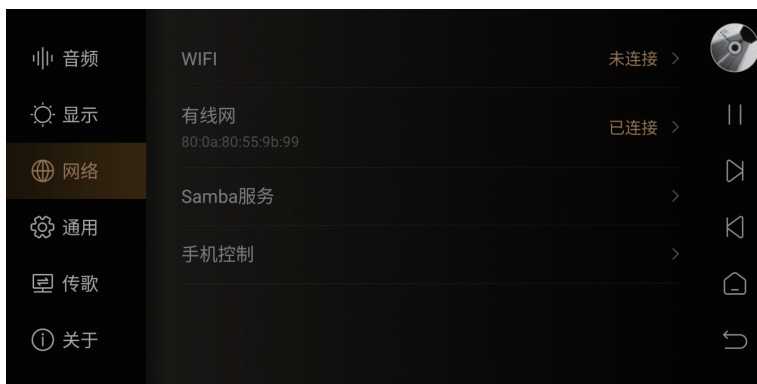 音频
显示
网络
通用
传歌
关于
WIFI
未连接
有线网
80:0a:80:55:9b:99
已连接
Samba服务
手机控制